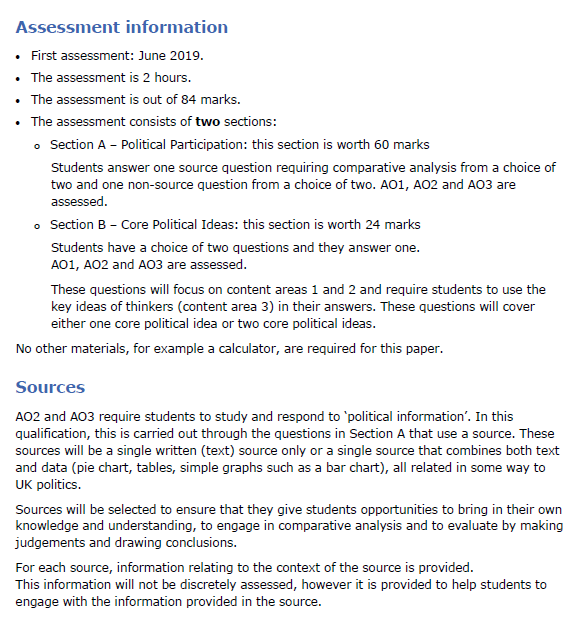 Assessment information
• First assessment: June 2019.
• The assessment is 2 hours.
• The assessment is out of 84 marks.
• The assessment consists of two sections:
o Section A – Political Participation: this section is worth 60 marks
Students answer one source question requiring comparative analysis from a choice of
two and one non-source question from a choice of two. AO1, AO2 and AO3 are
assessed.
o Section B – Core Political Ideas: this section is worth 24 marks
Students have a choice of two questions and they answer one.
AO1, AO2 and AO3 are assessed.
These questions will focus on content areas 1 and 2 and require students to use the
key ideas of thinkers (content area 3) in their answers. These questions will cover
either one core political idea or two core political ideas.
No other materials, for example a calculator, are required for this paper.
Sources
AO2 and AO3 require students to study and respond to ‘political information’. In this
qualification, this is carried out through the questions in Section A that use a source. These
sources will be a single written (text) source only or a single source that combines both text
and data (pie chart, tables, simple graphs such as a bar chart), all related in some way to
UK politics.
Sources will be selected to ensure that they give students opportunities to bring in their own
knowledge and understanding, to engage in comparative analysis and to evaluate by making
judgements and drawing conclusions.
For each source, information relating to the context of the source is provided.
This information will not be discretely assessed, however it is provided to help students to
engage with the information provided in the source.